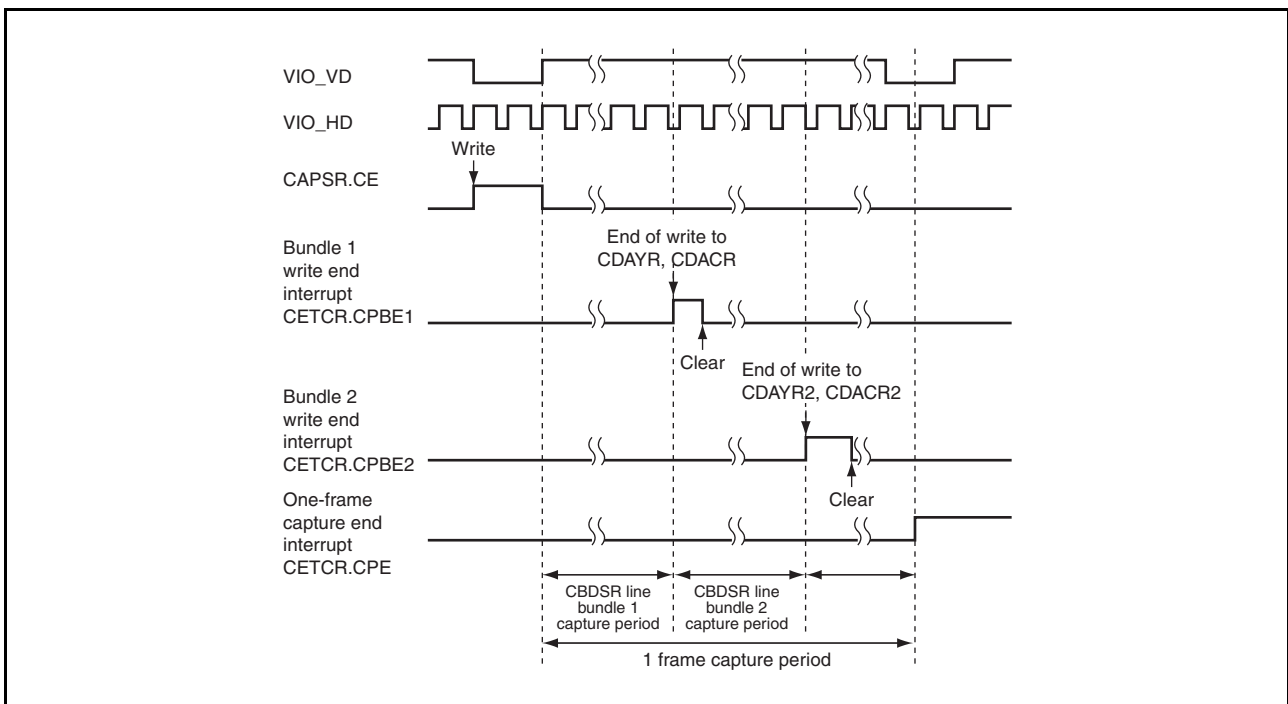 VIO_VD
VIO_HD
Write
CAPSR.CE
Bundle 1
write end
interrupt
CETCR.CPBE1
End of write to
CDAYR, CDACR
Clear
Bundle 2
write end
interrupt
CETCR.CPBE2
End of write to
CDAYR2, CDACR2
Clear
One-frame
capture end
interrupt
CETCR.CPE
CBDSR line
bundle 1
capture period
CBDSR line
bundle 2
capture period
1 frame capture period